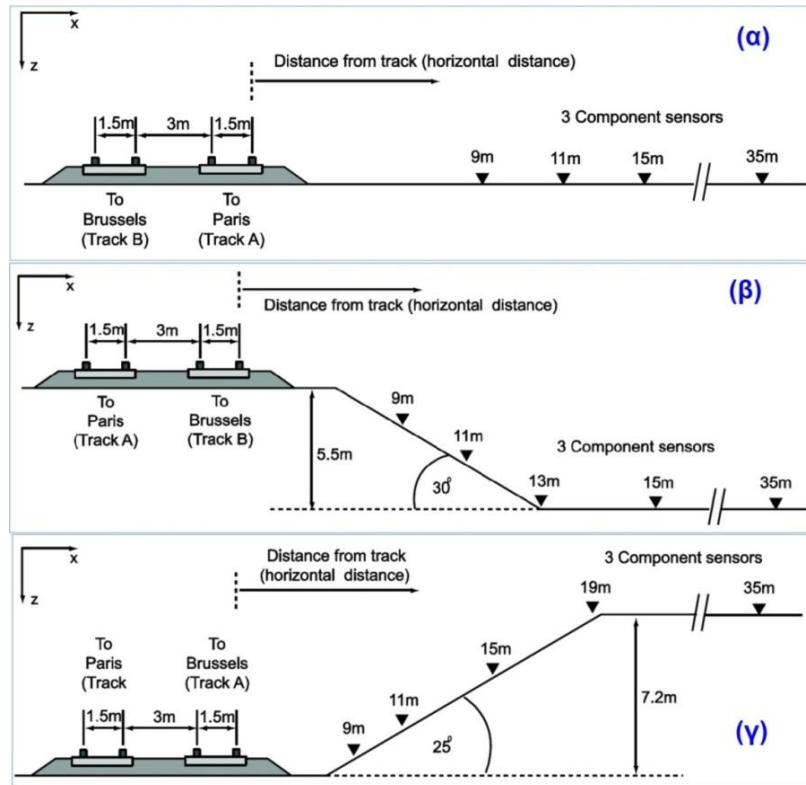 x
(α)
z
Distance from track (horizontal distance)
1.5m
3m
1.5m
3 Component sensors
9m
11m
15m
35m
To
Brussels
(Track B)
To
Paris
(Track A)
x
(β)
z
Distance from track (horizontal distance)
1.5m
3m
1.5m
9m
To
Paris
(Track A)
To
Brussels
(Track B)
11m
3 Component sensors
5.5m
30°
13m
15m
35m
x
z
Distance from track
(horizontal distance)
3 Component sensors
19m
35m
To
Paris
(Track
To
Brussels
(Track A)
15m
1.5m
3m
1.5m
11m
7.2m
9m
25°
(γ)